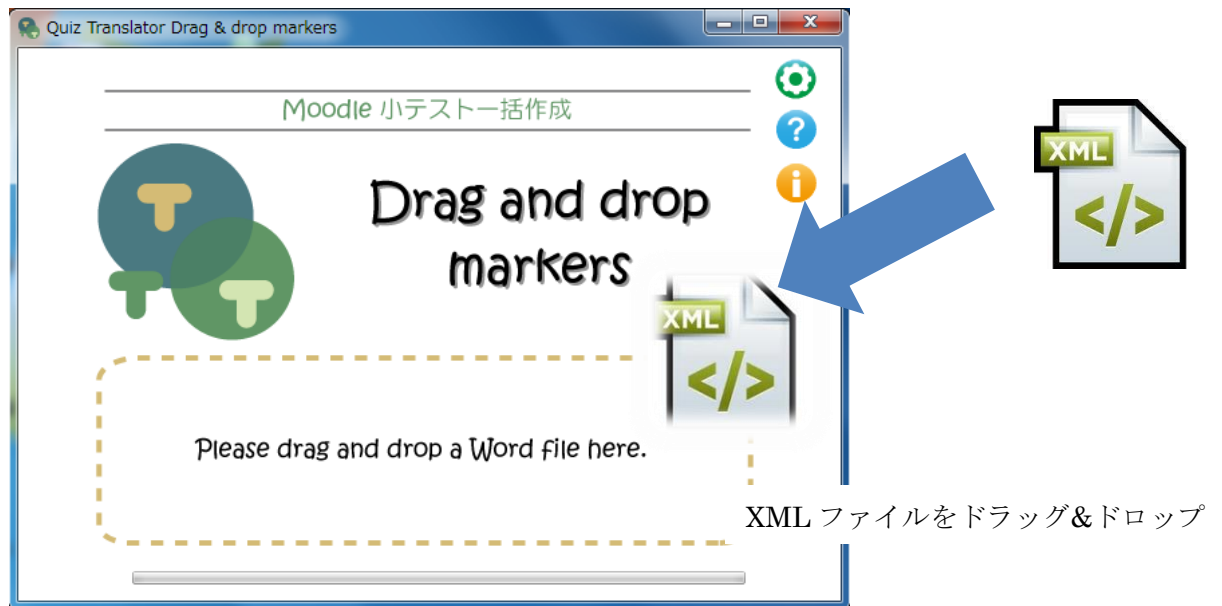 Quiz Translator Drag & drop markers
Moodle 小テスト一括作成
T
T
T
Drag and drop
markers
XML
</>
XML
</>
Please drag and drop a Word file here.
XML ファイルをドラッグ&ドロップ